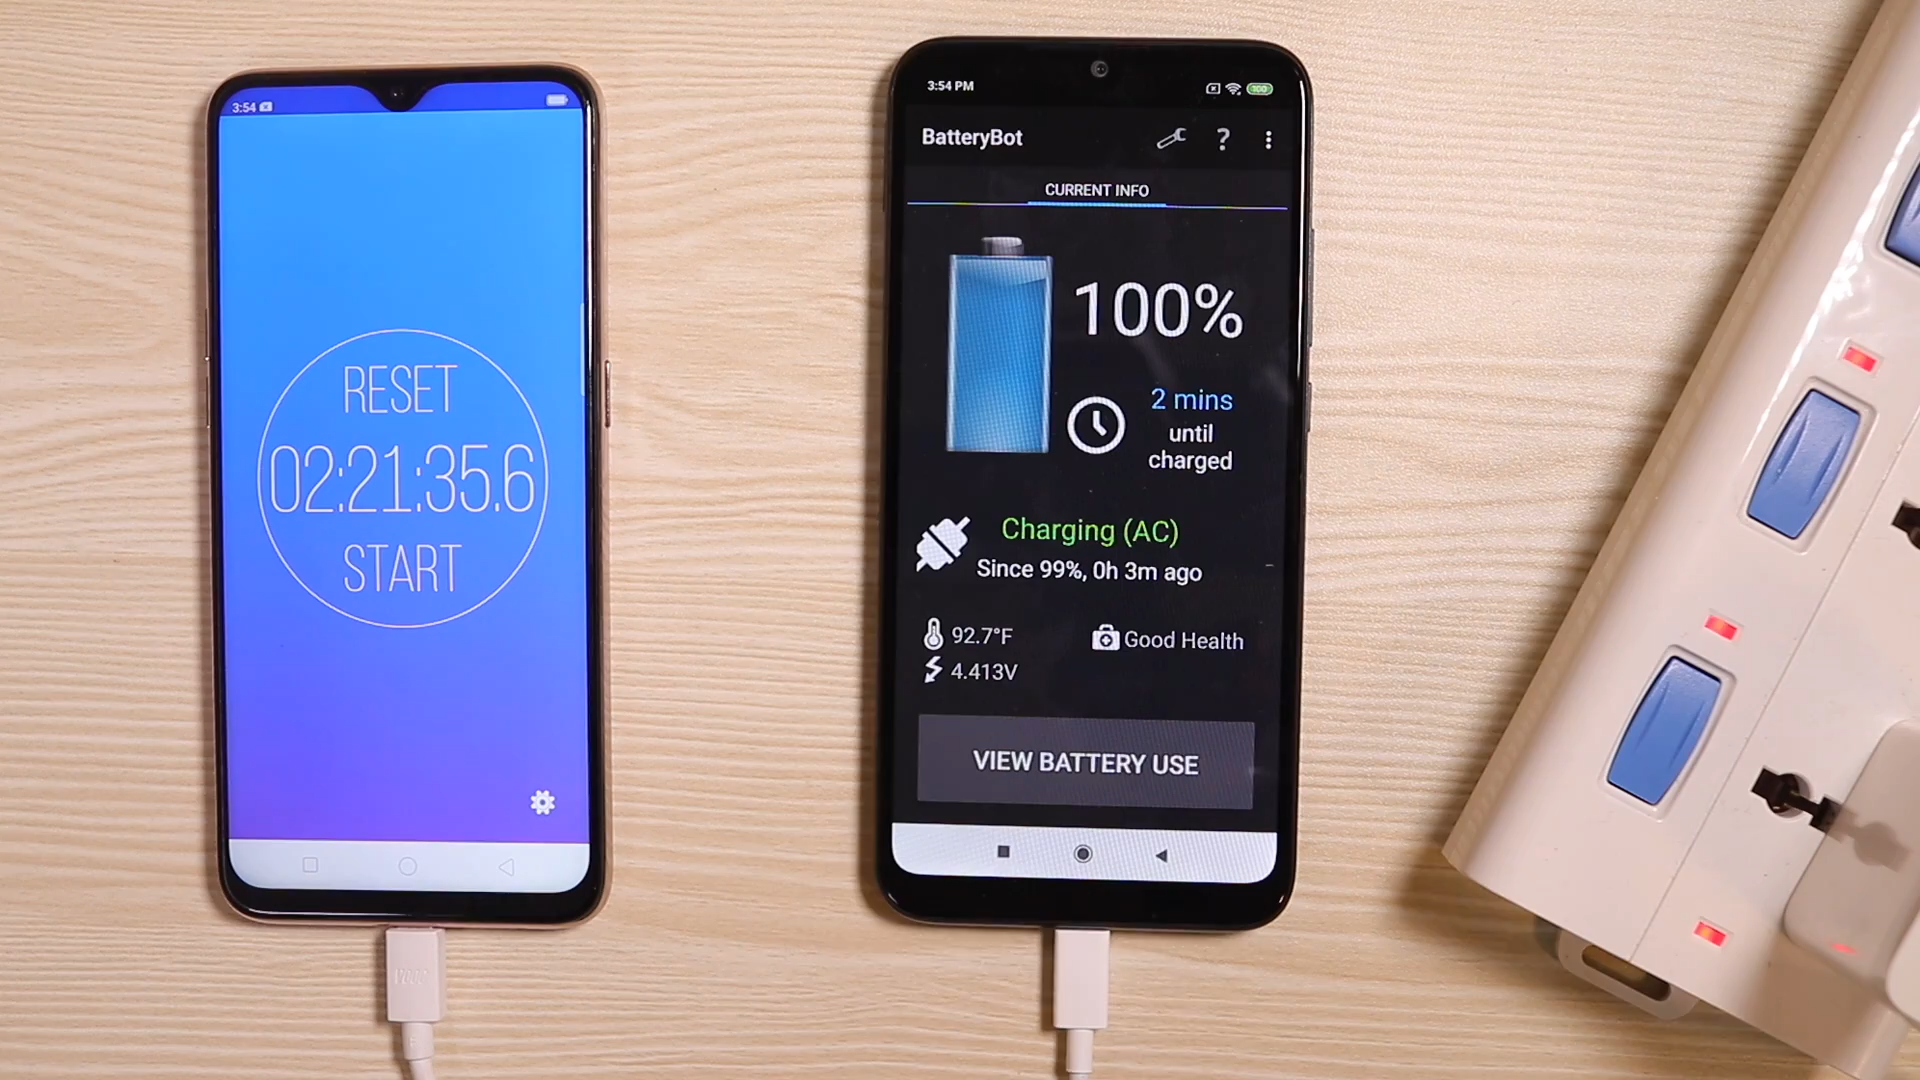 3:54
RESET
02:21:35.6
START
3:54 PM
100
BatteryBot
?
CURRENT INFO
100%
2 mins
until
charged
Charging (AC)
Since 99%, 0h 3m ago
92.7°F
Good Health
4.413V
VIEW BATTERY USE